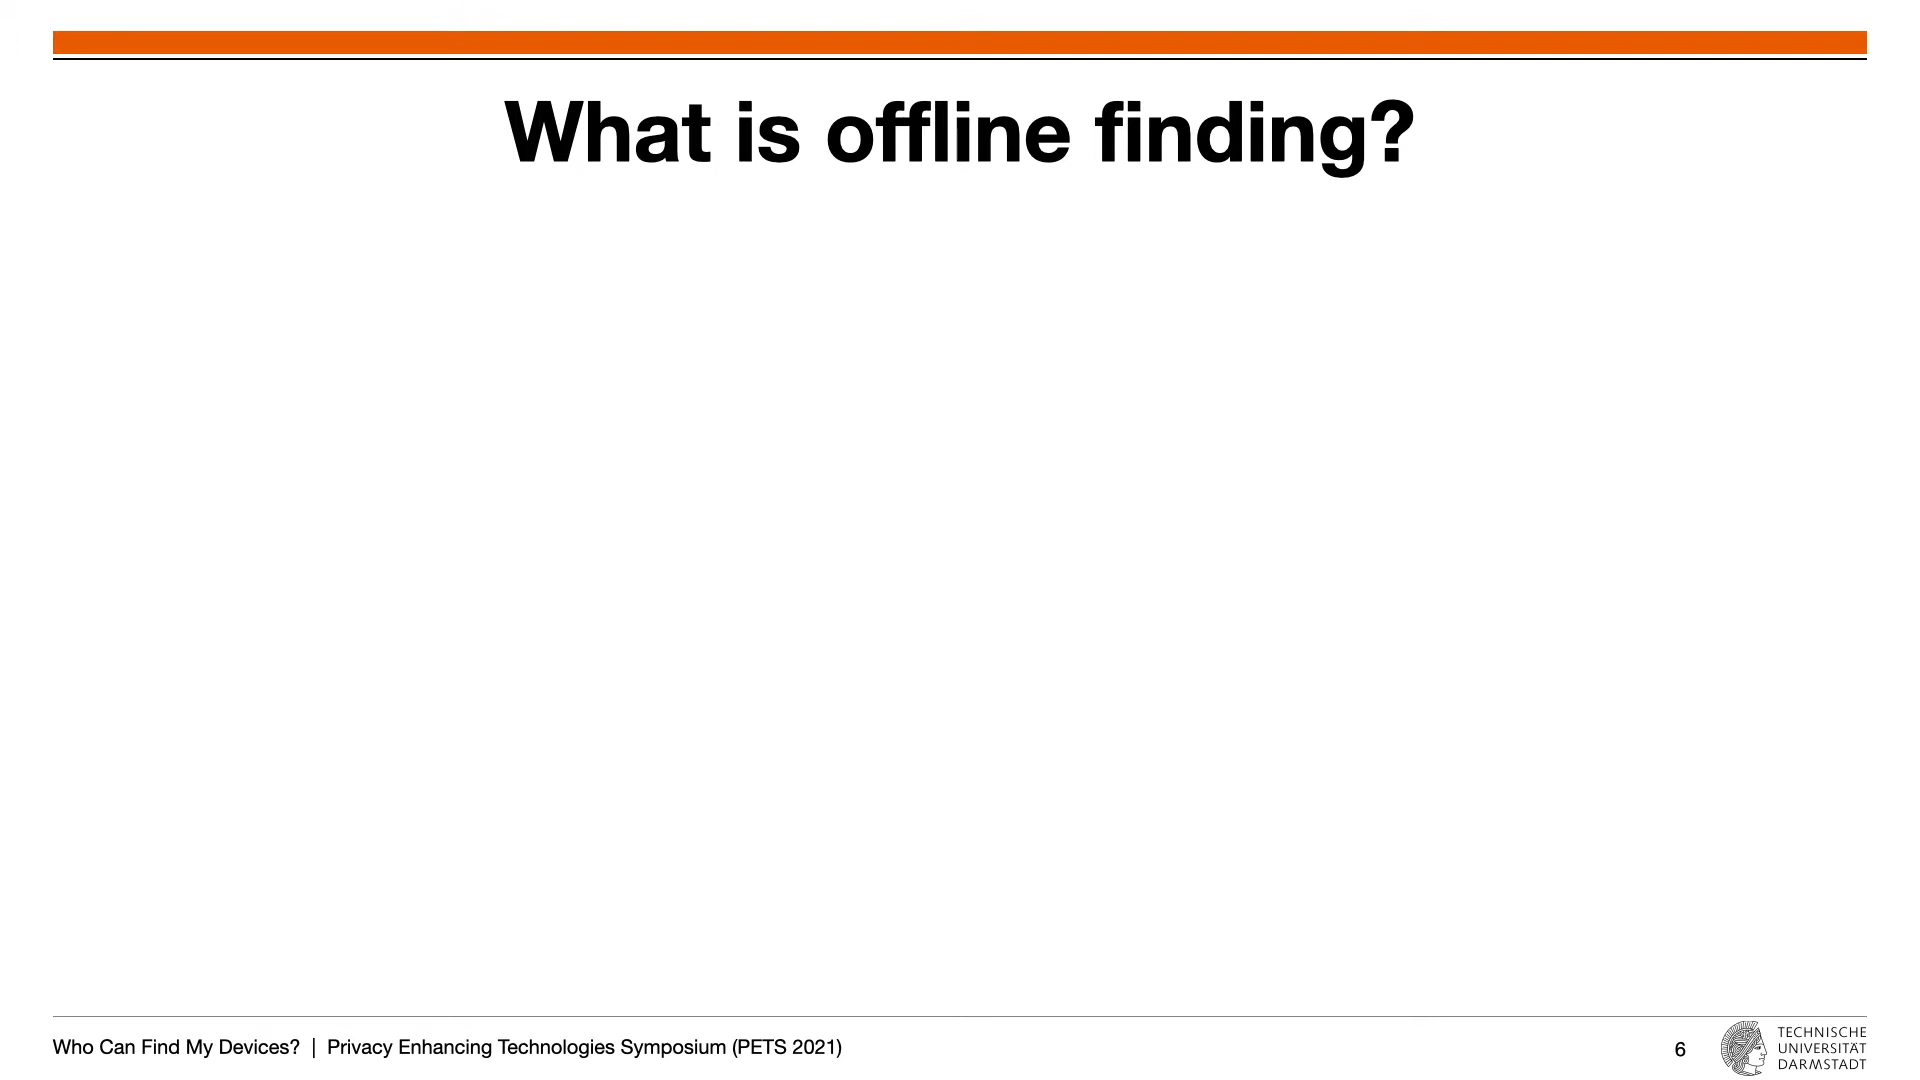 What is offline finding?
Who Can Find My Devices? | Privacy Enhancing Technologies Symposium (PETS 2021)
6
TECHNISCHE
UNIVERSITÄT
DARMSTADT